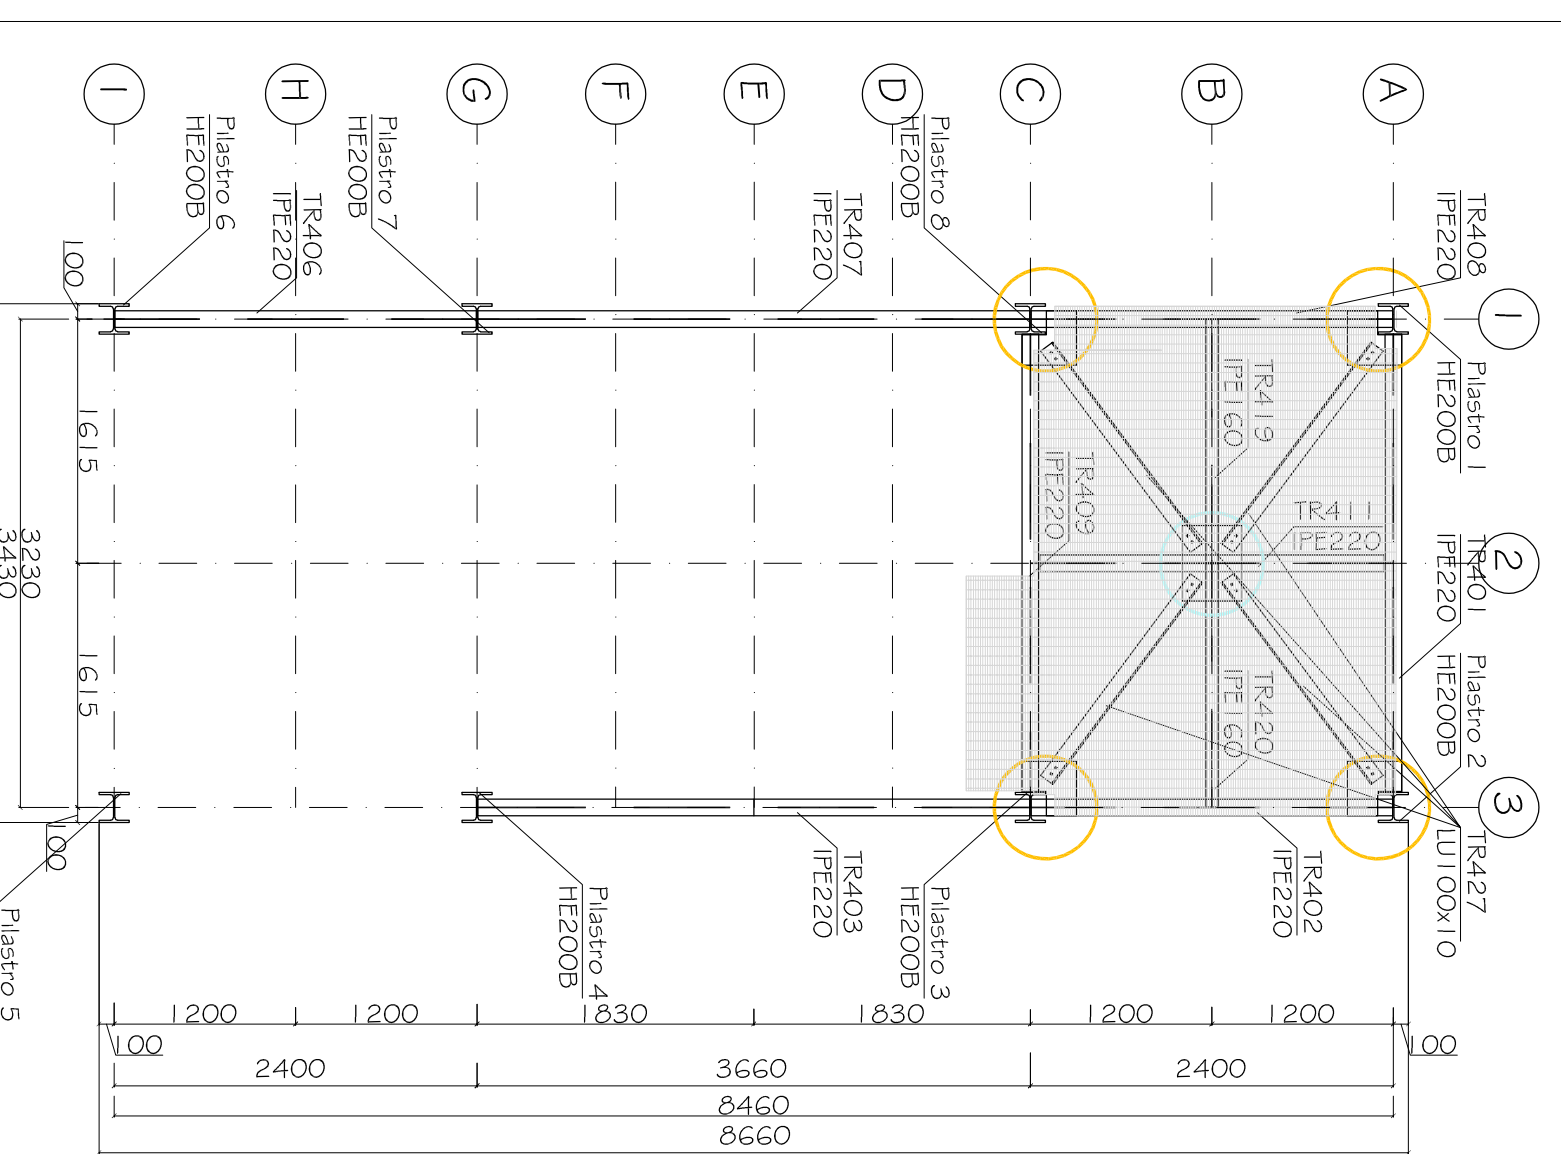 I
H
G
F
E
D
C
B
A
Pilastro 6
HE200B
Pilastro 7
HE200B
Pilastro 8
HE200B
TR406
IPE220
TR407
IPE220
TR408
IPE220
1
Pilastro 1
HE200B
TR419
IPE160
TR409
IPE220
TR411
IPE220
TR401
IPE220
2
Pilastro 2
HE200B
TR420
IPE160
3
TR427
LU100x10
TR402
IPE220
TR403
IPE220
Pilastro 3
HE200B
Pilastro 4
HE200B
Pilastro 5
100
1615
3230
3430
1615
100
1200
1200
1830
1830
1200
1200
100
100
2400
3660
2400
8460
8660